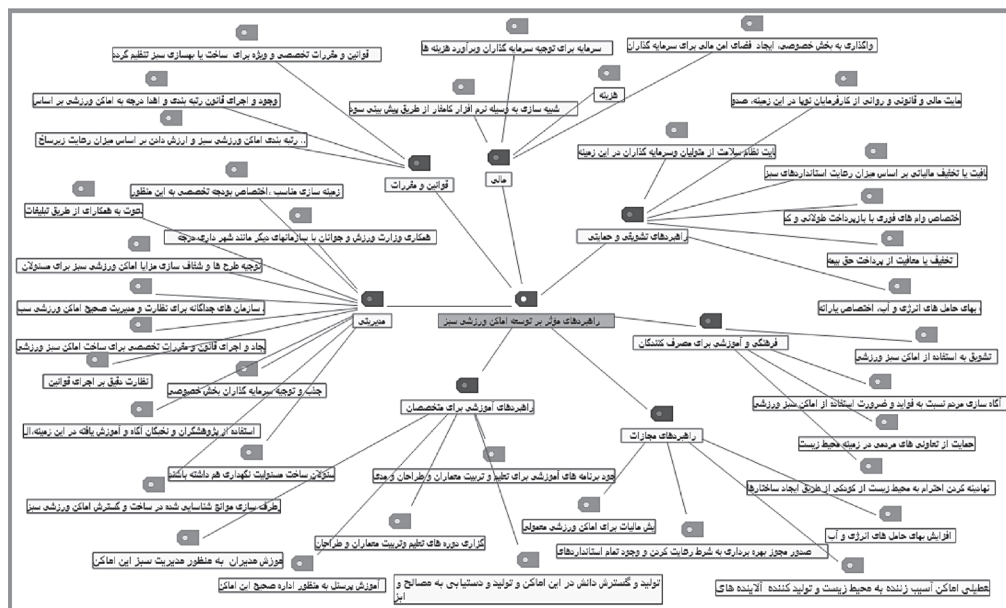 قوانین و مقررات تخصصی و ویژه برای ساخت یا بهسازی سبز تنظیم گردد
سرمایه برای توجیه سرمایه گذاران وبرآورد هزینه ها
واگذاری به بخش خصوصی، ایجاد فضای امن مالی برای سرمایه گذاران
وجود و اجرای قانون رتبه بندی و اهدا درجه به اماکن ورزشی بر اساس
شبیه سازی به وسیله نرم افزار کامفار از طریق پیش بینی سود
هزینه
مایت مالی و قانونی و روانی از کارفرمایان نوپا در این زمینه، صدو
.. رتبه بندی اماکن ورزشی سبز و ارزش دادن بر اساس میزان رعایت زیرساخ
ایت نظام سلامت از متولیان وسرمایه گذاران در این زمینه
قوانین و مقررات
مالی
افیت یا تخفیف مالیاتی بر اساس میزان رعایت استانداردهای سبز
زمینه سازی مناسب ،اختصاص بودجه تخصصی به این منظور
دعوت به همکاری از طریق تبلیغات
اختصاص وام های فوری با بازپرداخت طولانی و کم
همکاری وزارت ورزش و جوانان با سازمانهای دیگر مانند شهر داری درجه
راهبردهای تشویقی و حمایتی
توجیه طرح ها و شفاف سازی مزایا اماکن ورزشی سبز برای مسئولان
تخفیف یا معافیت از پرداخت حق بیمه
سازمان های جداگانه برای نظارت و مدیریت صحیح اماکن ورزشی سب
بهای حامل های انرژی و آب، اختصاص یارانه
مدیریتی
راهبردهای مؤثر بر توسعه اماکن ورزشی سبز
یجاد و اجرای قانون و مقررات تخصصی برای ساخت اماکن سبز ورزشی
فرهنگی و آموزشی برای مصرف کنندگان
تشویق به استفاده از اماکن سبز ورزشی
نظارت دقیق بر اجرای قوانین
جذب و توجیه سرمایه گذاران بخش خصوصی
راهبردهای آموزشی برای متخصصان
آگاه سازی مردم نسبت به فواید و ضرورت استفاده از اماکن سبز ورزشی
استفاده از پژوهشگران و نخبگان آگاه و آموزش یافته در این زمینه،ال
راهبردهای مجازات
حمایت از تعاونی های مردمی در زمینه محیط زیست
سئولان ساخت مسئولیت نگهداری هم داشته باشند
جود برنامه های آموزشی برای تعلیم و تربیت معماران و طراحان و مدی
نهادینه کردن احترام به محیط زیست از کودکی از طریق ایجاد ساختارها
رطرف سازی موانع شناسایی شده در ساخت و گسترش اماکن ورزشی سبز
یش مالیات برای اماکن ورزشی معمولی
افزایش بهای حامل های انرژی و آب
گزاری دوره های تعلیم وتربیت معماران و طراحان
صدور مجوز بهره برداری به شرط رعایت کردن و وجود تمام استانداردهای
موزش مدیران به منظور مدیریت سبز این اماکن
آموزش پرسنل به منظور اداره صحیح این اماکن
تولید و گسترش دانش در این اماکن و تولید و دستیابی به مصالح و
ابز
عطیلی اماکن آسیب زننده به محیط زیست و تولید کننده آلاینده های